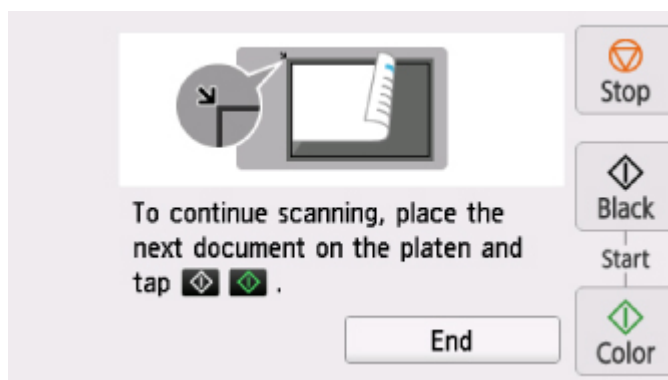 To continue scanning, place the
next document on the platen and
tap .
End
Stop
Black
Start
Color